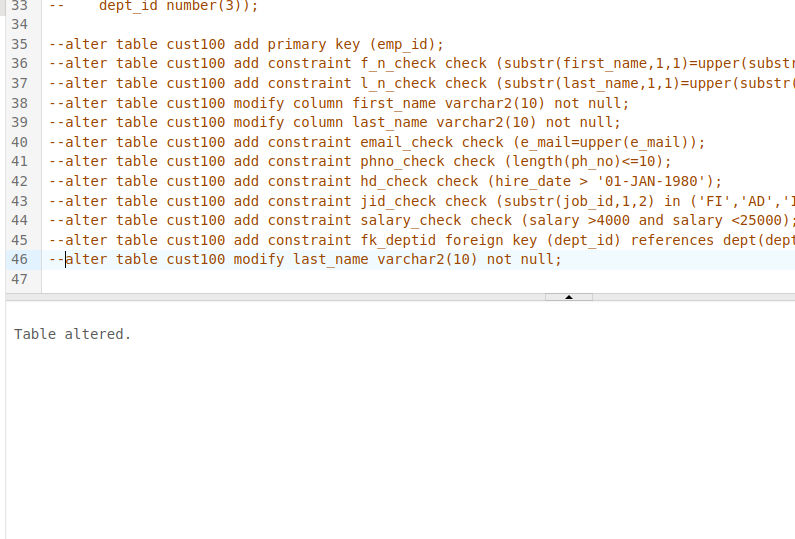 33 --    dept_id number(3));
34
35 --alter table cust100 add primary key (emp_id);
36 --alter table cust100 add constraint f_n_check check (substr(first_name,1,1)=upper(substr
37 --alter table cust100 add constraint l_n_check check (substr(last_name,1,1)=upper(substr(
38 --alter table cust100 modify column first_name varchar2(10) not null;
39 --alter table cust100 modify column last_name varchar2(10) not null;
40 --alter table cust100 add constraint email_check check (e_mail=upper(e_mail));
41 --alter table cust100 add constraint phno_check check (length(ph_no)<=10);
42 --alter table cust100 add constraint hd_check check (hire_date > '01-JAN-1980');
43 --alter table cust100 add constraint jid_check check (substr(job_id,1,2) in ('FI','AD','I
44 --alter table cust100 add constraint salary_check check (salary >4000 and salary <25000);
45 --alter table cust100 add constraint fk_deptid foreign key (dept_id) references dept(dept
46 --alter table cust100 modify last_name varchar2(10) not null;
47
Table altered.